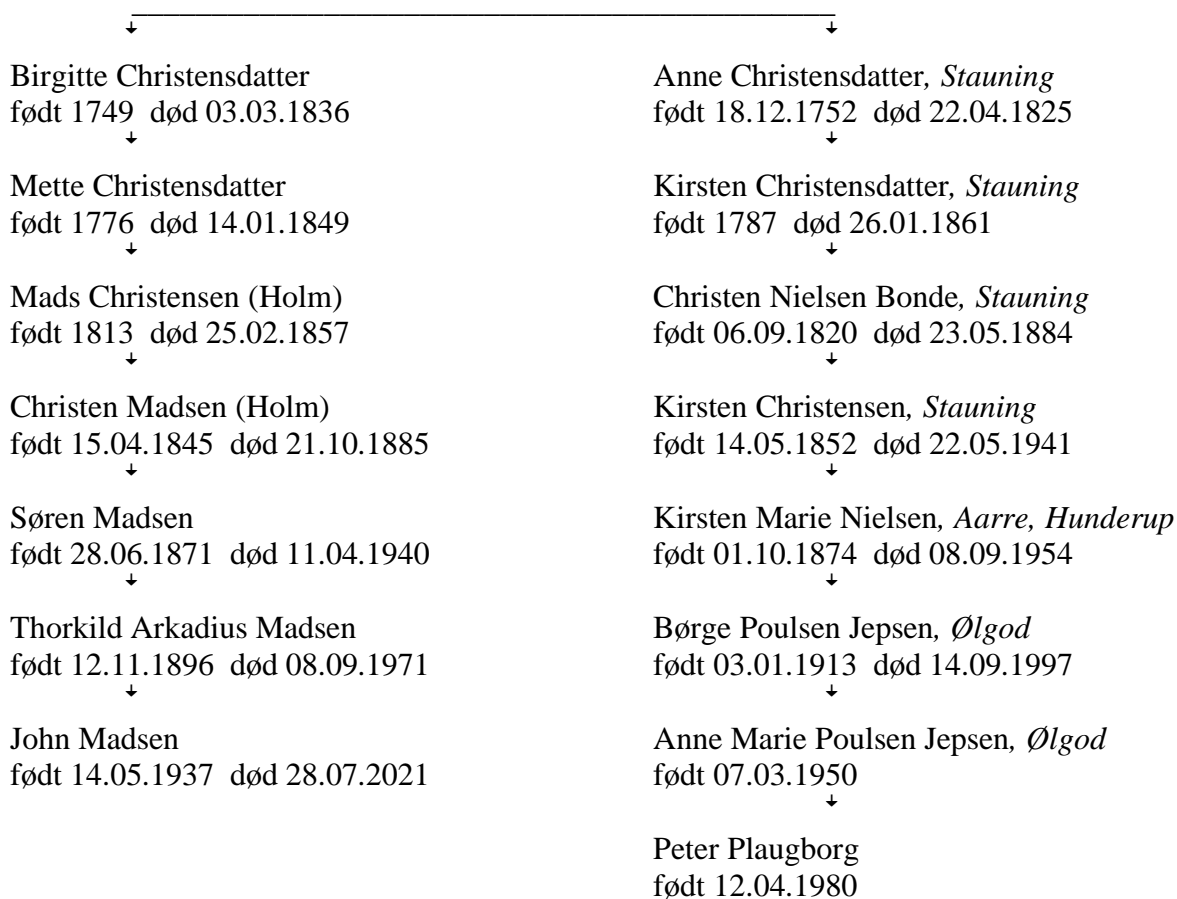 Birgitte Christensdatter
født 1749 død 03.03.1836
Mette Christensdatter
født 1776 død 14.01.1849
Mads Christensen (Holm)
født 1813 død 25.02.1857
Christen Madsen (Holm)
født 15.04.1845 død 21.10.1885
Søren Madsen
født 28.06.1871 død 11.04.1940
Thorkild Arkadius Madsen
født 12.11.1896 død 08.09.1971
John Madsen
født 14.05.1937 død 28.07.2021
Anne Christensdatter, Stauning
født 18.12.1752 død 22.04.1825
Kirsten Christensdatter, Stauning
født 1787 død 26.01.1861
Christen Nielsen Bonde, Stauning
født 06.09.1820 død 23.05.1884
Kirsten Christensen, Stauning
født 14.05.1852 død 22.05.1941
Kirsten Marie Nielsen, Aarre, Hunderup
født 01.10.1874 død 08.09.1954
Børge Poulsen Jepsen, Ølgod
født 03.01.1913 død 14.09.1997
Anne Marie Poulsen Jepsen, Ølgod
født 07.03.1950
Peter Plaugborg
født 12.04.1980